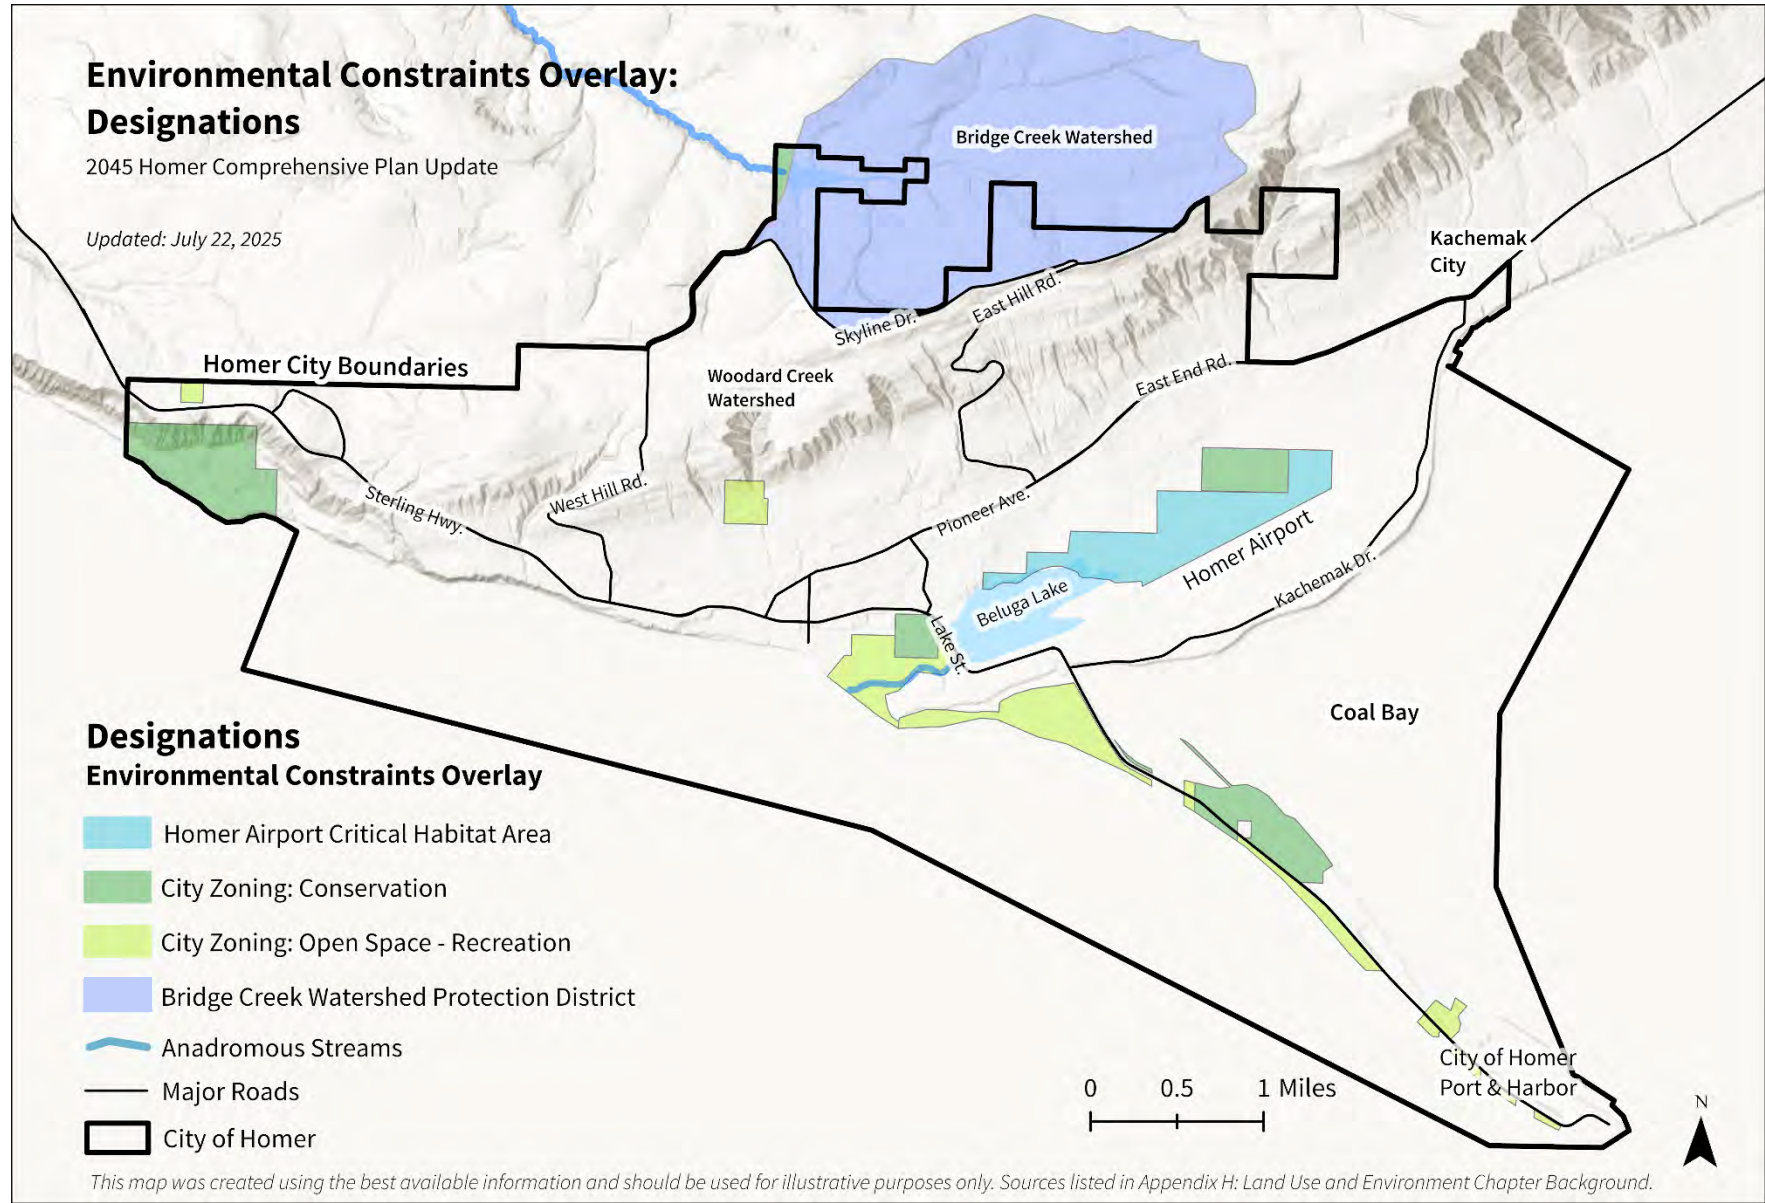 Environmental Constraints Overlay:
Designations
2045 Homer Comprehensive Plan Update
Updated: July 22, 2025
Bridge Creek Watershed
Kachemak
City
East Hill Rd.
Skyline Dr.
Homer City Boundaries
Woodard Creek
Watershed
East End Rd.
Sterling Hwy.
West Hill Rd.
Pioneer Ave.
Homer Airport
Kachemak Dr.
Beluga Lake
Lake St.
Coal Bay
Designations
Environmental Constraints Overlay
Homer Airport Critical Habitat Area
City Zoning: Conservation
City Zoning: Open Space - Recreation
Bridge Creek Watershed Protection District
Anadromous Streams
Major Roads
City of Homer
City of Homer
Port & Harbor
0 0.5 1 Miles
N
This map was created using the best available information and should be used for illustrative purposes only. Sources listed in Appendix H: Land Use and Environment Chapter Background.